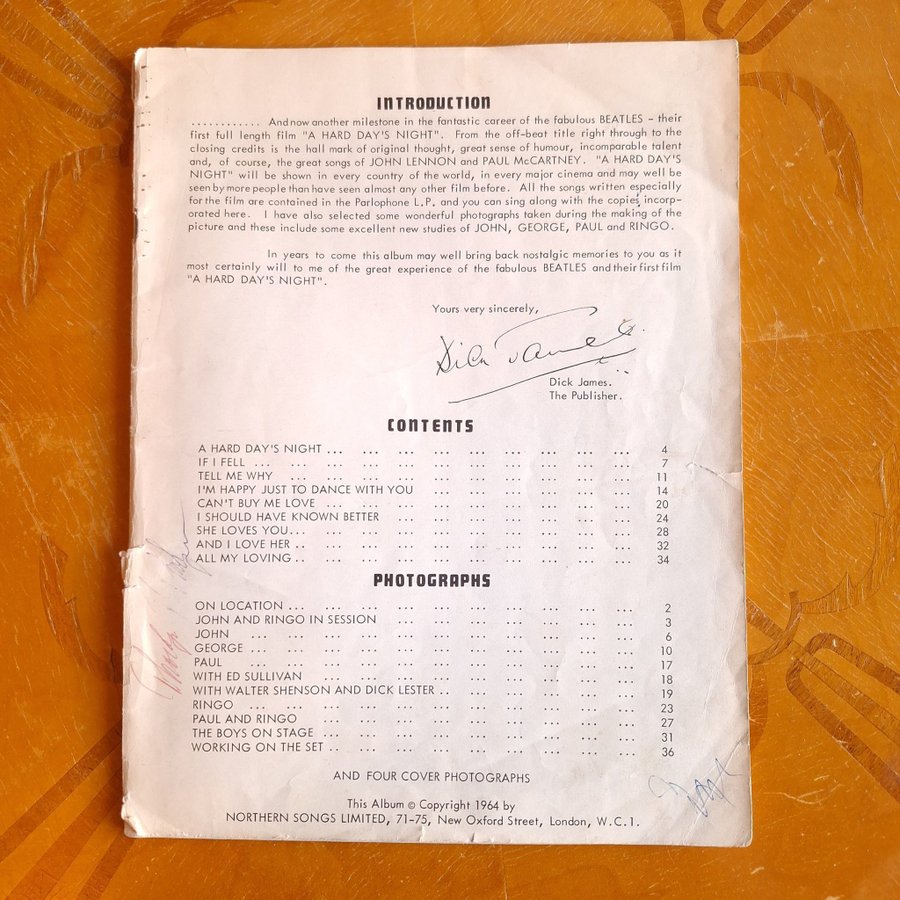 INTRODUCTION
............ And now another milestone in the fantastic career of the fabulous BEATLES - their
first full length film "A HARD DAY'S NIGHT". From the off-beat title right through to the
closing credits is the hall mark of original thought, great sense of humour, incomparable talent
and, of course, the great songs of JOHN LENNON and PAUL McCARTNEY. "A HARD DAY'S
NIGHT" will be shown in every country of the world, in every major cinema and may well be
seen by more people than have seen almost any other film before. All the songs written especially
for the film are contained in the Parlophone L.P. and you can sing along with the copies incorp-
orated here. I have also selected some wonderful photographs taken during the making of the
picture and these include some excellent new studies of JOHN, GEORGE, PAUL and RINGO.
In years to come this album may well bring back nostalgic memories to you as it
most certainly will to me of the great experience of the fabulous BEATLES and their first film
"A HARD DAY'S NIGHT".
Yours very sincerely,
Dick James
Dick James.
The Publisher.
CONTENTS
A HARD DAY'S NIGHT ... ... ... ... ... ... ... ... ... 4
IF I FELL ... ... ... ... ... ... ... ... ... ... ... 7
TELL ME WHY ... ... ... ... ... ... ... ... ... ... 11
I'M HAPPY JUST TO DANCE WITH YOU ... ... ... ... ... ... 14
CAN'T BUY ME LOVE ... ... ... ... ... ... ... ... ... 20
I SHOULD HAVE KNOWN BETTER ... ... ... ... ... ... ... 24
SHE LOVES YOU... ... ... ... ... ... ... ... ... ... 28
AND I LOVE HER .. ... ... ... ... ... ... ... ... ... 32
ALL MY LOVING .. ... ... ... ... ... ... ... ... ... 34
PHOTOGRAPHS
ON LOCATION ... ... ... ... ... ... ... ... ... ... 2
JOHN AND RINGO IN SESSION ... ... ... ... ... ... ... 3
JOHN ... ... ... ... ... ... ... ... ... ... ... 6
GEORGE ... ... ... ... ... ... ... ... ... ... ... 10
PAUL ... ... ... ... ... ... ... ... ... ... ... 17
WITH ED SULLIVAN ... ... ... ... ... ... ... ... ... 18
WITH WALTER SHENSON AND DICK LESTER .. ... ... ... ... ... 19
RINGO ... ... ... ... ... ... ... ... ... ... ... 23
PAUL AND RINGO ... ... ... ... ... ... ... ... ... 27
THE BOYS ON STAGE ... ... ... ... ... ... ... ... ... 31
WORKING ON THE SET .. ... ... ... ... ... ... ... ... 36
AND FOUR COVER PHOTOGRAPHS
This Album © Copyright 1964 by
NORTHERN SONGS LIMITED, 71-75, New Oxford Street, London, W.C.1.